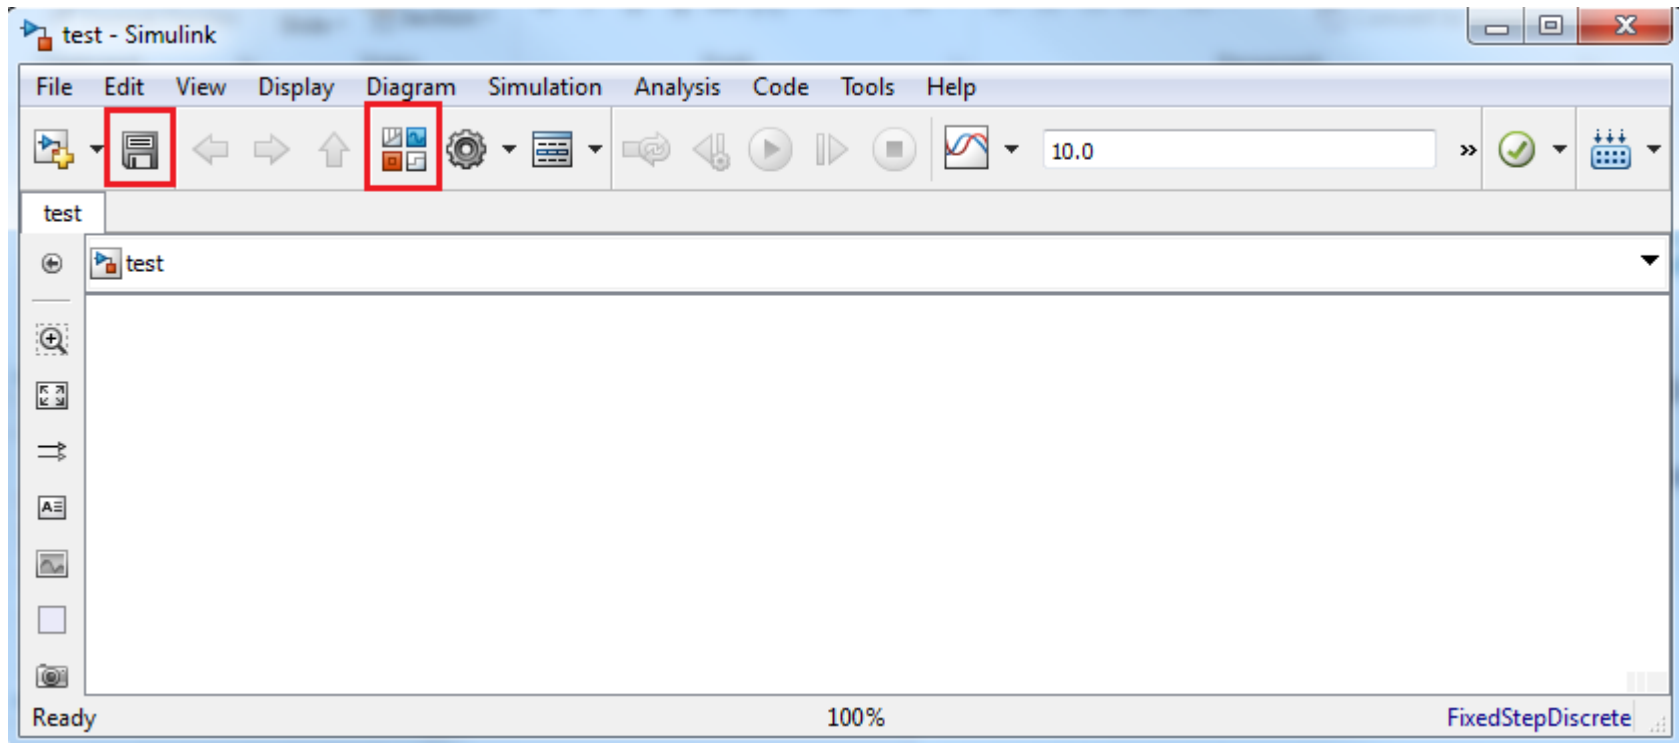 test - Simulink
File Edit View Display Diagram Simulation Analysis Code Tools Help
10.0 »
test
test
Ready 100% FixedStepDiscrete